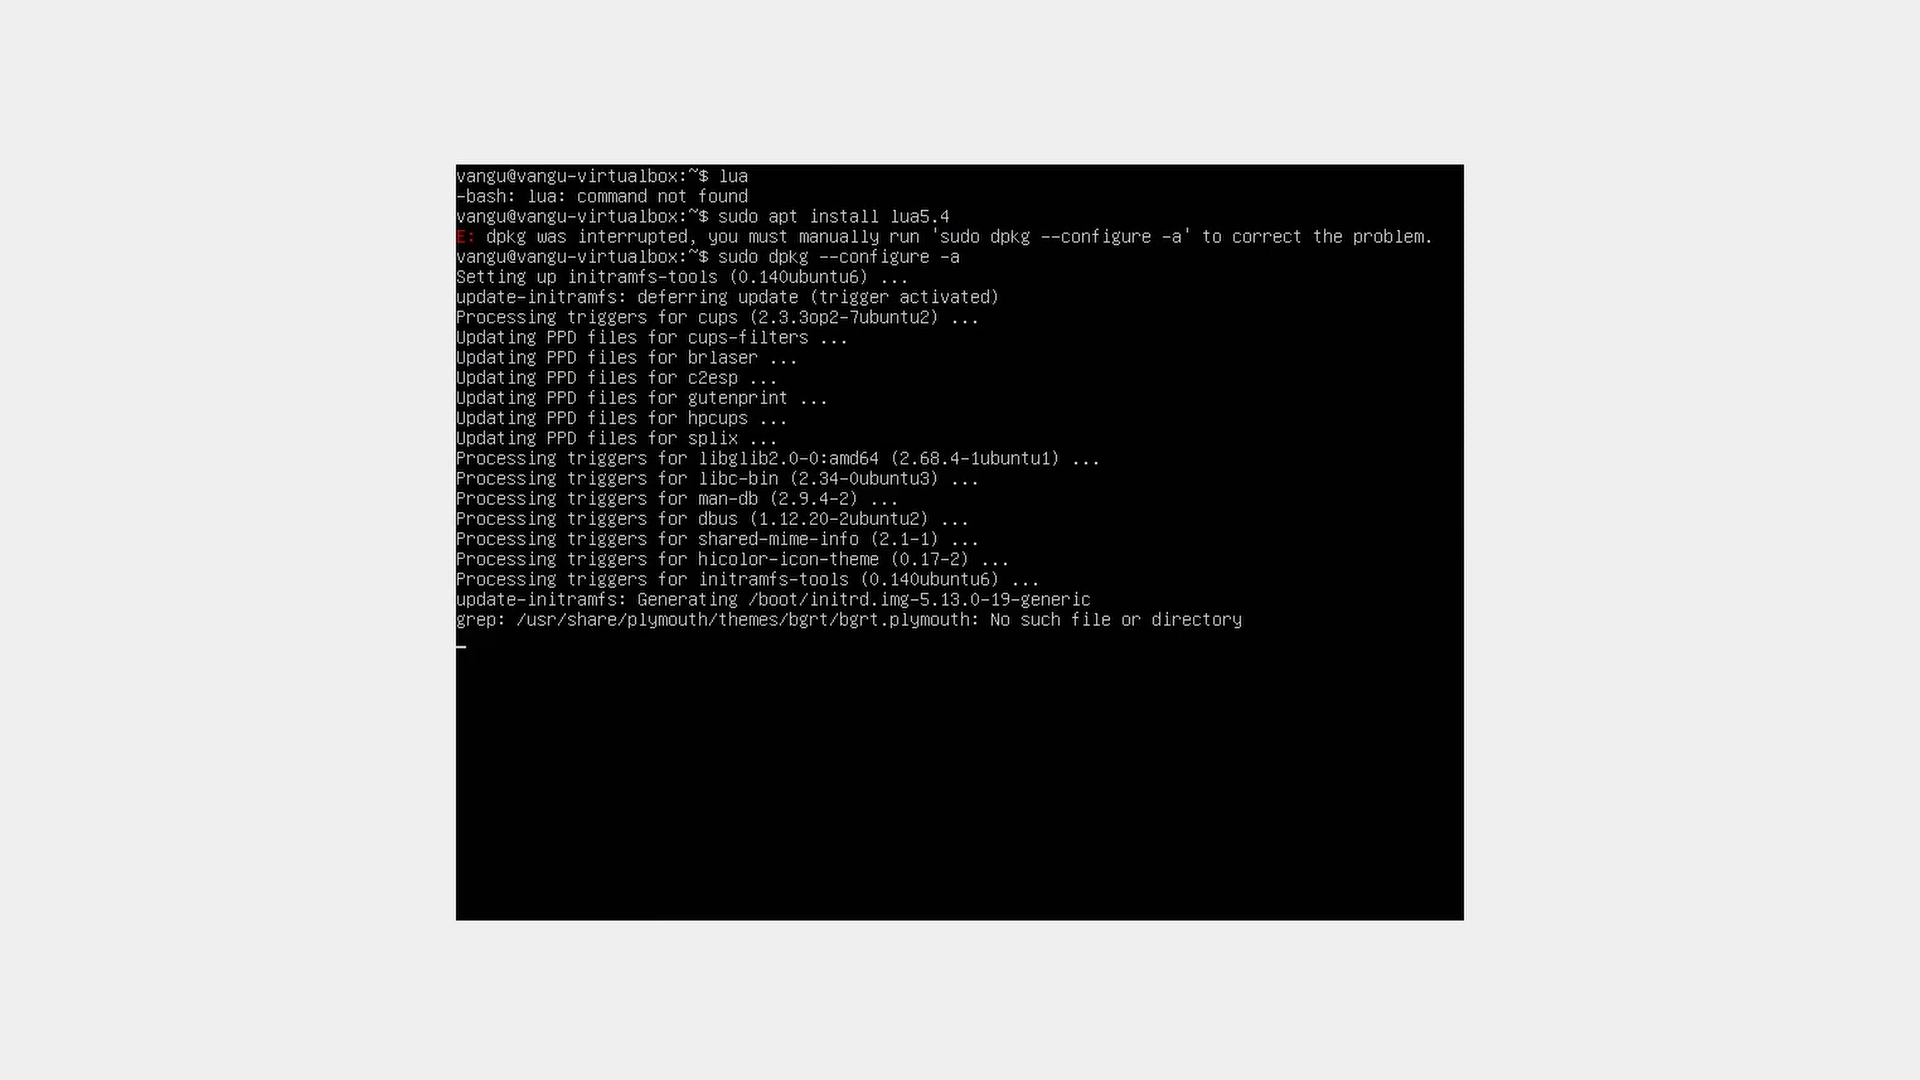 vangu@vangu-virtualbox:~$ lua
-bash: lua: command not found
vangu@vangu-virtualbox:~$ sudo apt install lua5.4
E: dpkg was interrupted, you must manually run 'sudo dpkg --configure -a' to correct the problem.
vangu@vangu-virtualbox:~$ sudo dpkg --configure -a
Setting up initramfs-tools (0.140ubuntu6) ...
update-initramfs: deferring update (trigger activated)
Processing triggers for cups (2.3.3op2-7ubuntu2) ...
Updating PPD files for cups-filters ...
Updating PPD files for brlaser ...
Updating PPD files for c2esp ...
Updating PPD files for gutenprint ...
Updating PPD files for hpcups ...
Updating PPD files for splix ...
Processing triggers for libglib2.0-0:amd64 (2.68.4-1ubuntu1) ...
Processing triggers for libc-bin (2.34-0ubuntu3) ...
Processing triggers for man-db (2.9.4-2) ...
Processing triggers for dbus (1.12.20-2ubuntu2) ...
Processing triggers for shared-mime-info (2.1-1) ...
Processing triggers for hicolor-icon-theme (0.17-2) ...
Processing triggers for initramfs-tools (0.140ubuntu6) ...
update-initramfs: Generating /boot/initrd.img-5.13.0-19-generic
grep: /usr/share/plymouth/themes/bgrt/bgrt.plymouth: No such file or directory